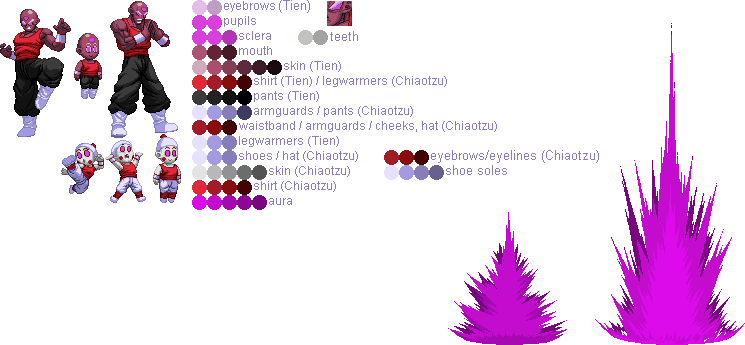 eyebrows (Tien)
pupils
sclera
teeth
mouth
skin (Tien)
shirt (Tien) / legwarmers (Chiaotzu)
pants (Tien)
armguards / pants (Chiaotzu)
waistband / armguards / cheeks, hat (Chiaotzu)
legwarmers (Tien)
shoes / hat (Chiaotzu)
eyebrows/eyelines (Chiaotzu)
skin (Chiaotzu)
shoe soles
shirt (Chiaotzu)
aura